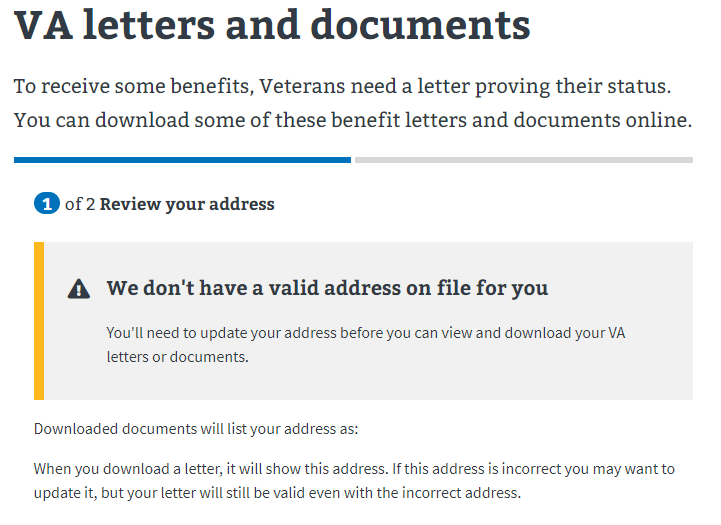 VA letters and documents
To receive some benefits, Veterans need a letter proving their status.
You can download some of these benefit letters and documents online.
1 of 2 Review your address
We don't have a valid address on file for you
You'll need to update your address before you can view and download your VA
letters or documents.
Downloaded documents will list your address as:
When you download a letter, it will show this address. If this address is incorrect you may want to
update it, but your letter will still be valid even with the incorrect address.